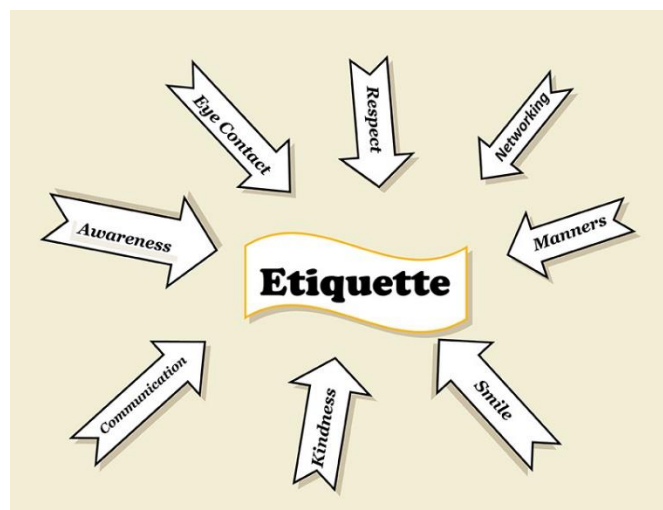 Eye Contact
Respect
Networking
Awareness
Manners
Etiquette
Communication
Kindness
Smile